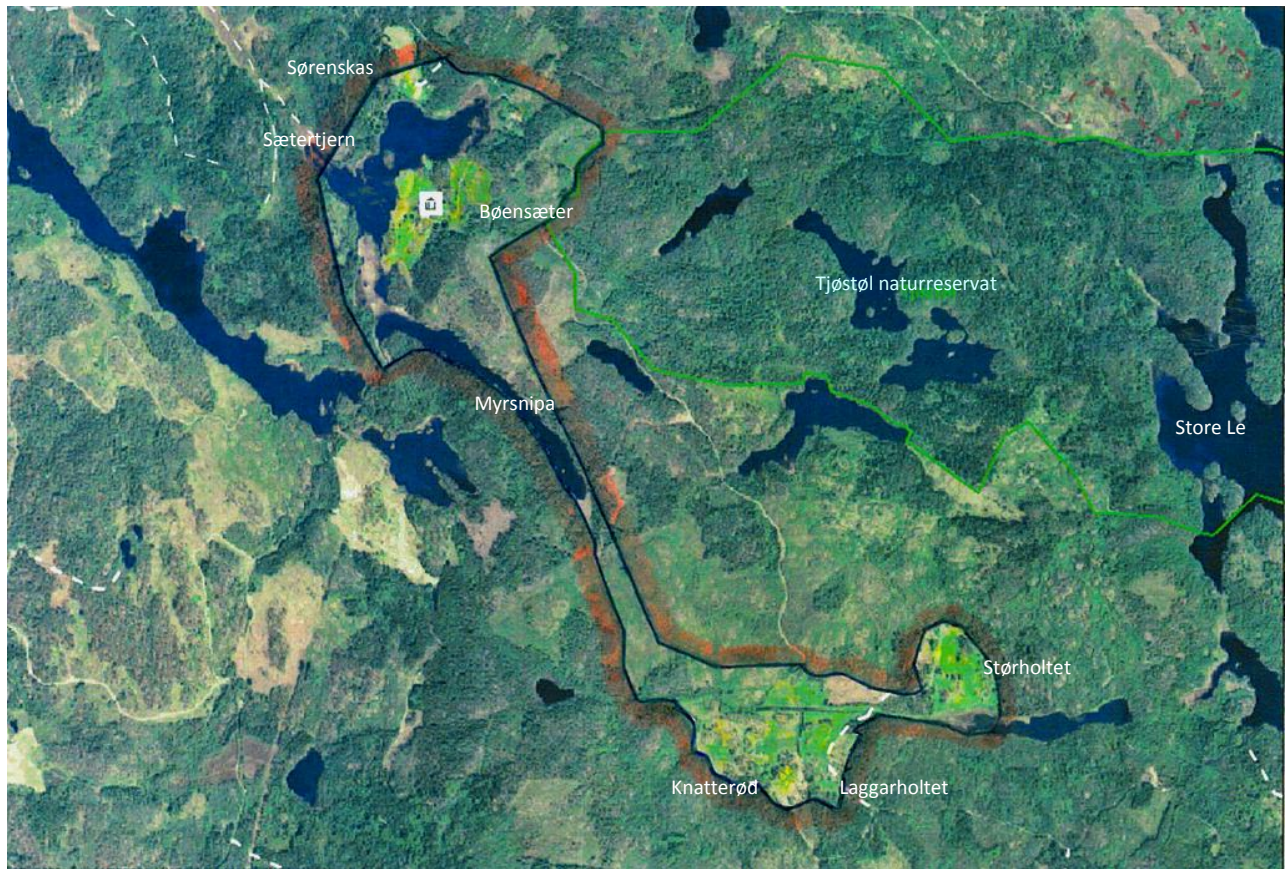 Sørenskas
Sætertjern
Bøensæter
Tjøstøl naturreservat
Myrsnipa
Store Le
Størholtet
Knatterød
Laggarholtet